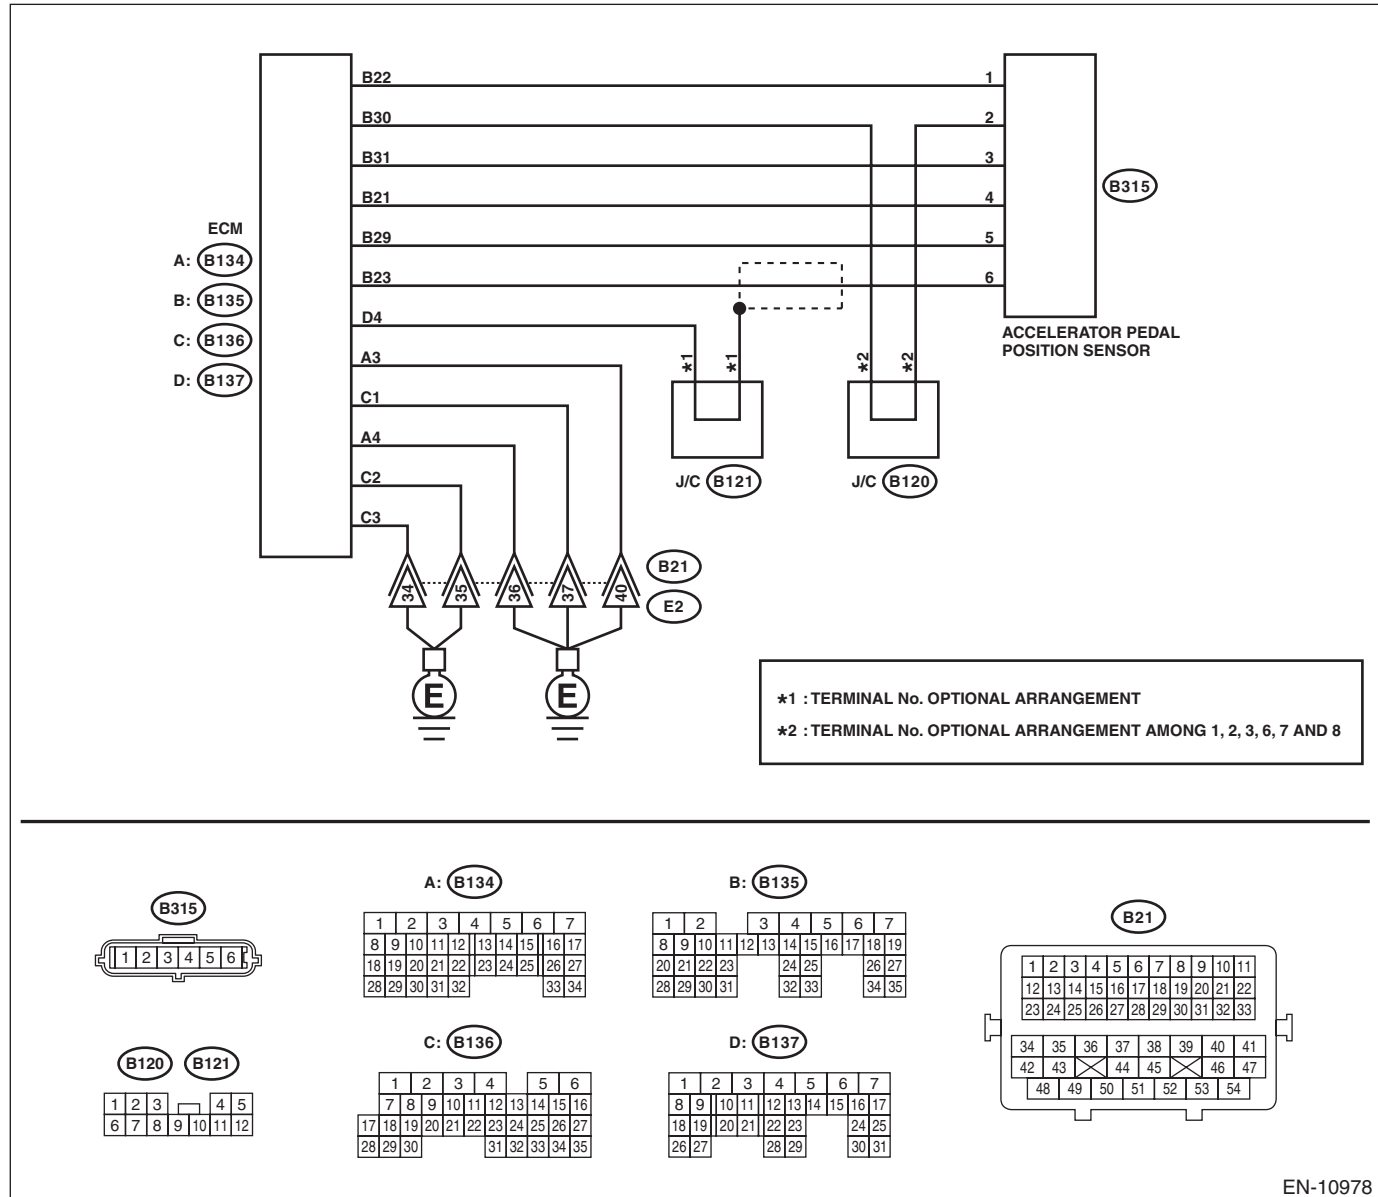 B22 1
B30 2
B31 3
B21 4
B29 5
B23 6
D4
A3
C1
A4
C2
C3
ECM
A: B134
B: B135
C: B136
D: B137
B315
ACCELERATOR PEDAL
POSITION SENSOR
*1 *1 *2 *2
J/C B121 J/C B120
34 35 36 37 40
B21
E2
E E
*1 : TERMINAL No. OPTIONAL ARRANGEMENT
*2 : TERMINAL No. OPTIONAL ARRANGEMENT AMONG 1, 2, 3, 6, 7 AND 8
B315
1 2 3 4 5 6
A: B134
1 2 3 4 5 6 7
8 9 10 11 12 13 14 15 16 17
18 19 20 21 22 23 24 25 26 27
28 29 30 31 32 33 34
B: B135
1 2 3 4 5 6 7
8 9 10 11 12 13 14 15 16 17 18 19
20 21 22 23 24 25 26 27
28 29 30 31 32 33 34 35
B21
1 2 3 4 5 6 7 8 9 10 11
12 13 14 15 16 17 18 19 20 21 22
23 24 25 26 27 28 29 30 31 32 33
34 35 36 37 38 39 40 41
42 43 44 45 46 47
48 49 50 51 52 53 54
B120 B121
1 2 3 4 5
6 7 8 9 10 11 12
C: B136
1 2 3 4 5 6
7 8 9 10 11 12 13 14 15 16
17 18 19 20 21 22 23 24 25 26 27
28 29 30 31 32 33 34 35
D: B137
1 2 3 4 5 6 7
8 9 10 11 12 13 14 15 16 17
18 19 20 21 22 23 24 25
26 27 28 29 30 31
EN-10978